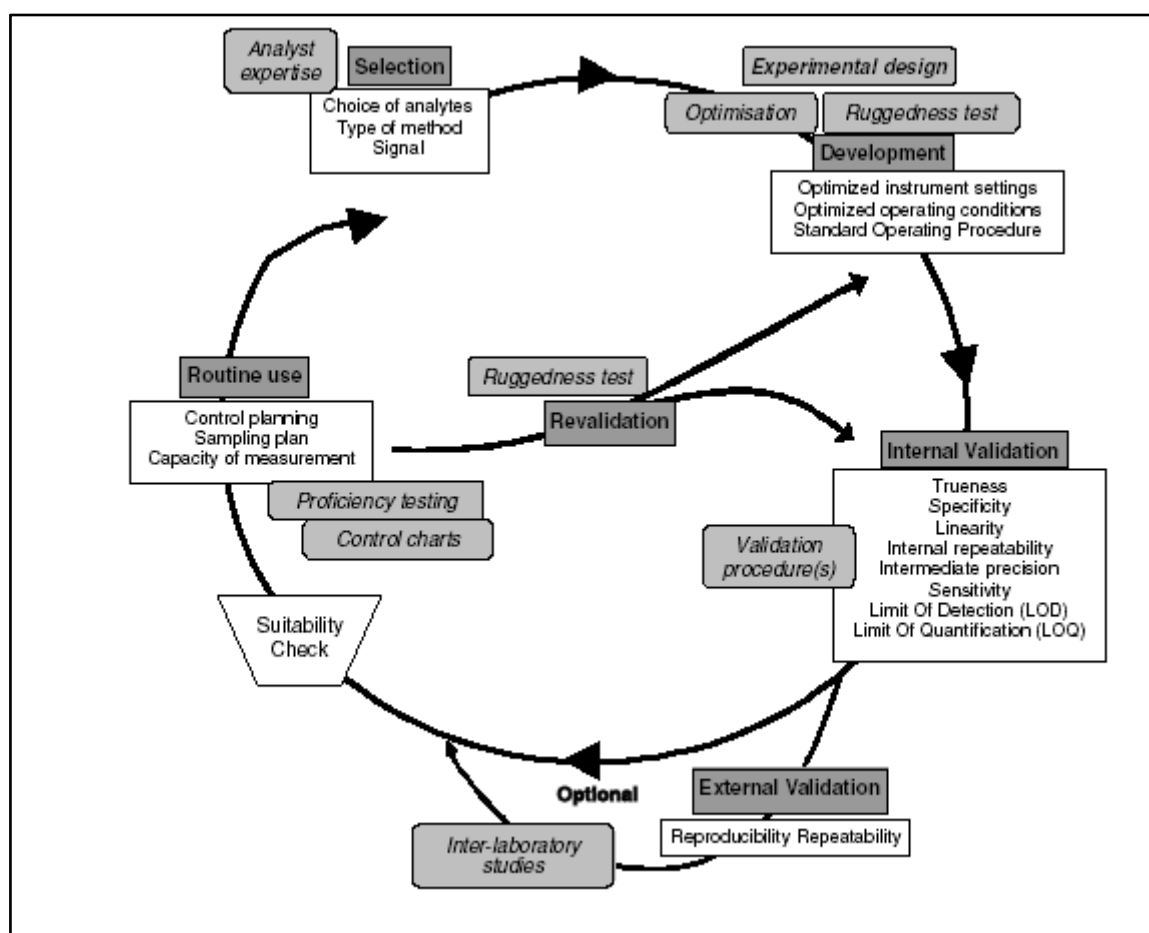 Analyst
expertise
Selection
Choice of analytes
Type of method
Signal
Experimental design
Optimisation
Ruggedness test
Development
Optimized instrument settings
Optimized operating conditions
Standard Operating Procedure
Routine use
Control planning
Sampling plan
Capacity of measurement
Proficiency testing
Control charts
Ruggedness test
Revalidation
Internal Validation
Trueness
Specificity
Linearity
Internal repeatability
Intermediate precision
Sensitivity
Limit Of Detection (LOD)
Limit Of Quantification (LOQ)
Validation
procedure(s)
Suitability
Check
Optional
External Validation
Reproducibility Repeatability
Inter-laboratory
studies